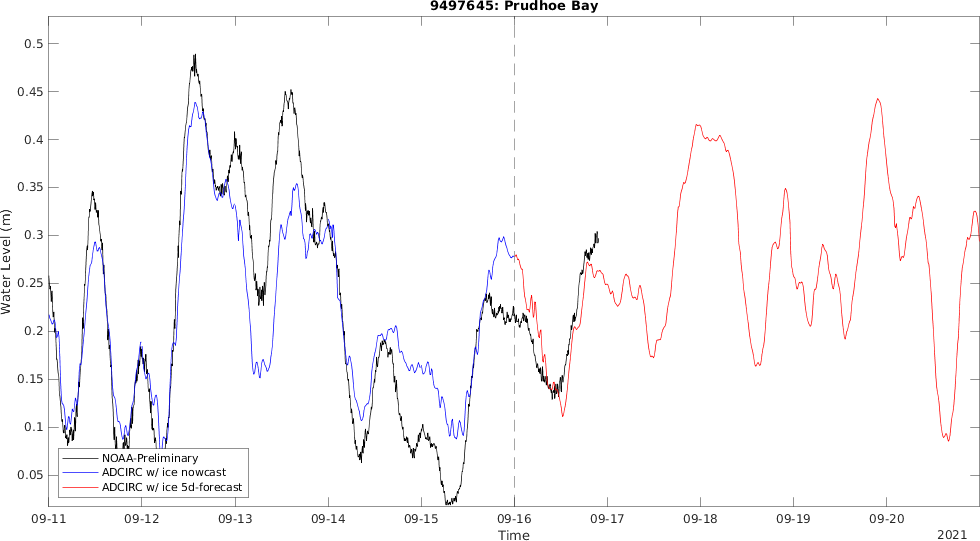 9497645: Prudhoe Bay
0.5
0.45
0.4
0.35
0.3
0.25
0.2
0.15
0.1
0.05
Water Level (m)
NOAA-Preliminary
ADCIRC w/ ice nowcast
ADCIRC w/ ice 5d-forecast
09-11 09-12 09-13 09-14 09-15 09-16 09-17 09-18 09-19 09-20
Time
2021